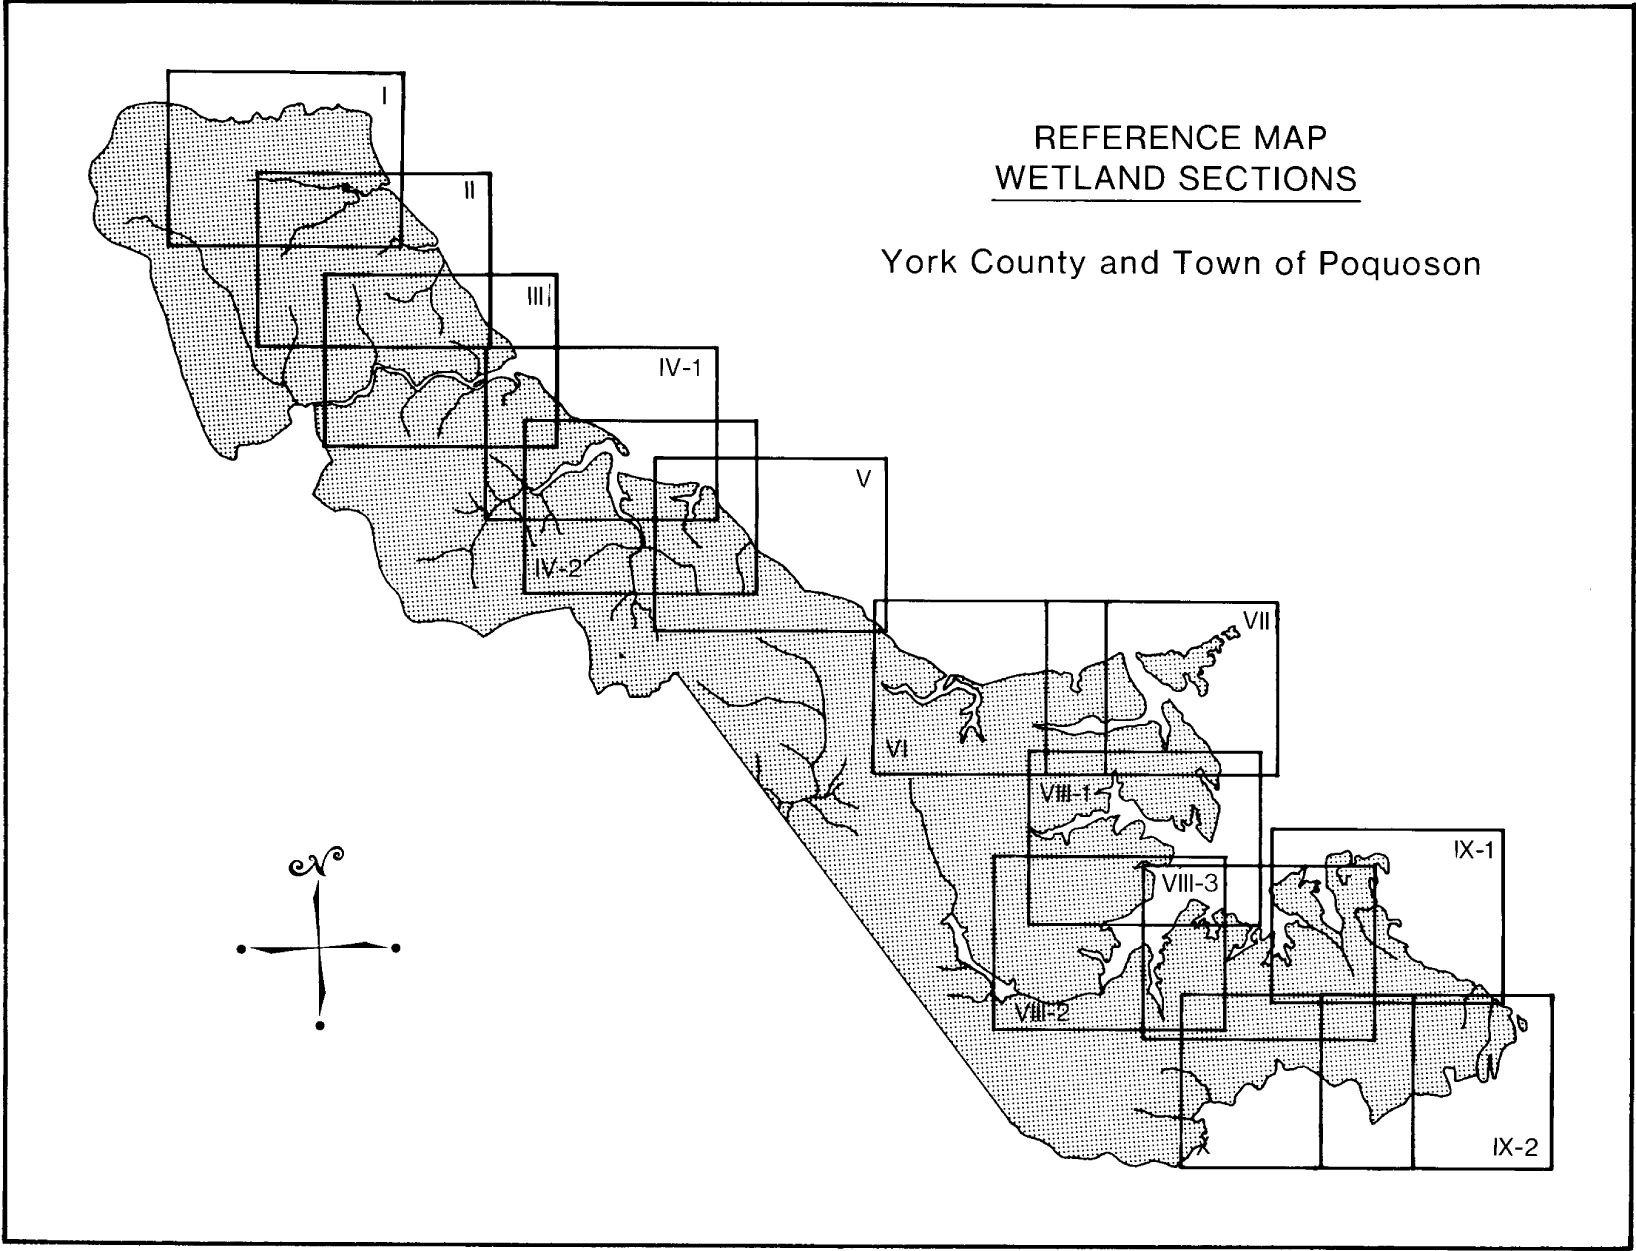 REFERENCE MAP
WETLAND SECTIONS
York County and Town of Poquoson
I
II
III
IV-1
V
IV-2
VII
VI
VIII-1
IX-1
VIII-3
VIII-2
X
IX-2
N